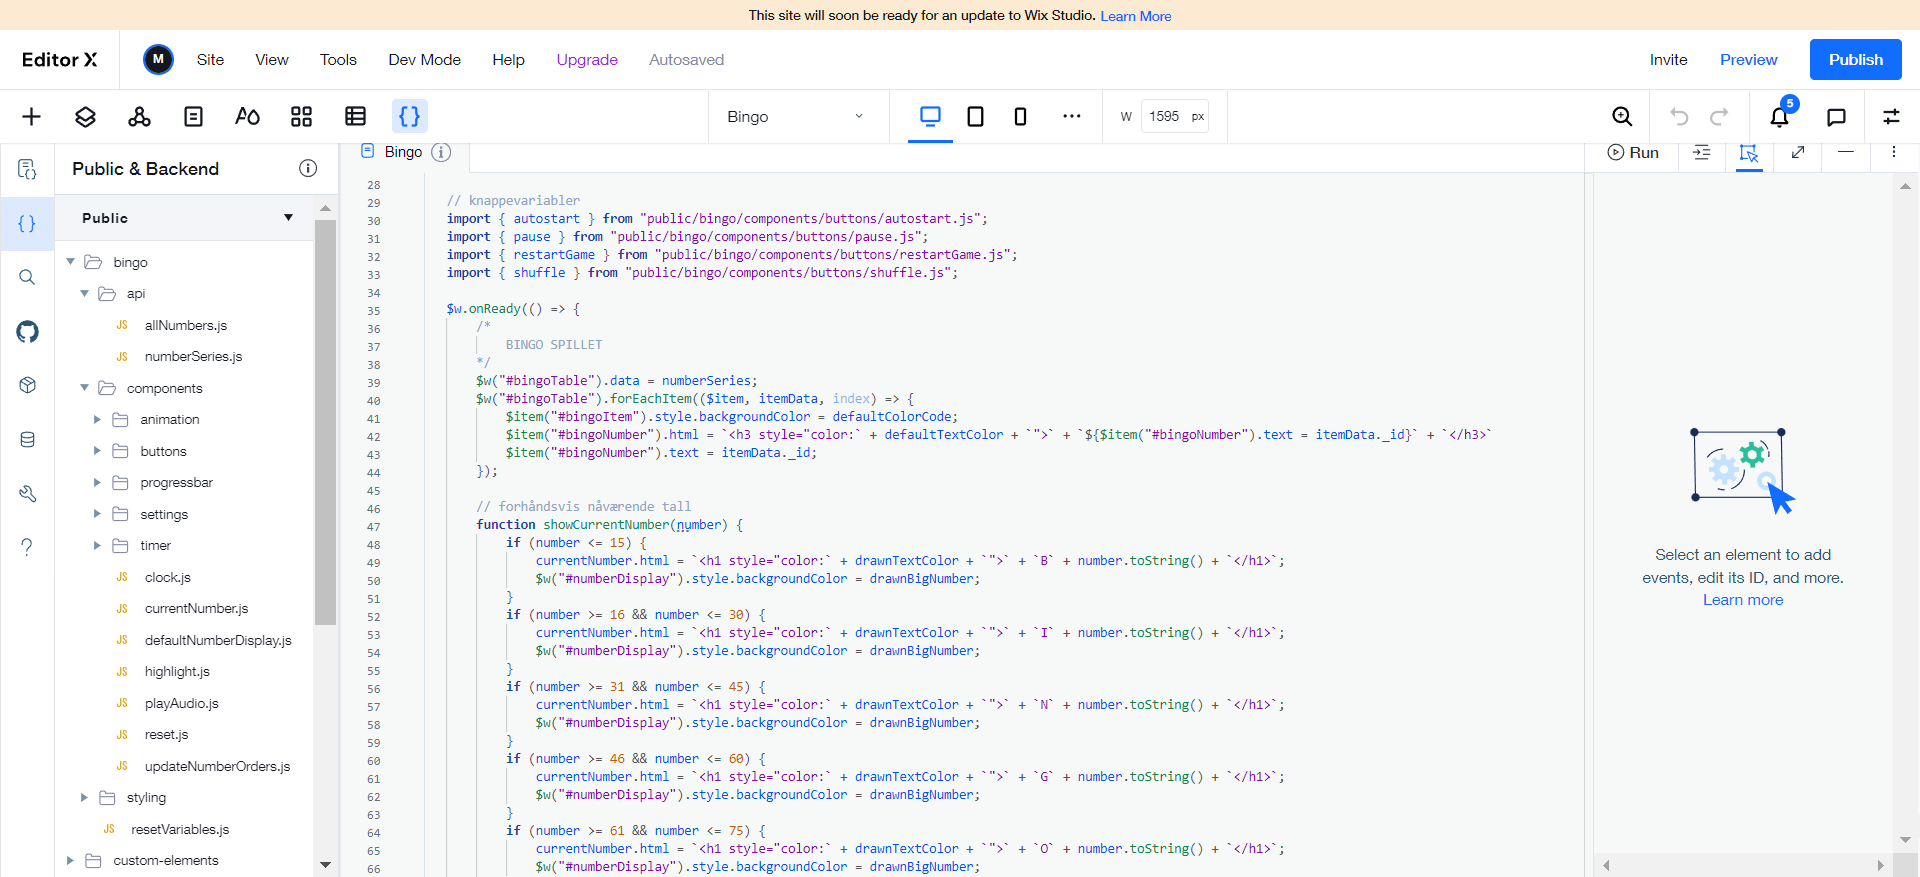 This site will soon be ready for an update to Wix Studio. Learn More
Editor X
M
Site
View
Tools
Dev Mode
Help
Upgrade
Autosaved
Invite
Preview
Publish
Bingo
W 1595 px
5
Public & Backend
Bingo
Run
Public
bingo
api
JS allNumbers.js
JS numberSeries.js
components
animation
buttons
progressbar
settings
timer
JS clock.js
JS currentNumber.js
JS defaultNumberDisplay.js
JS highlight.js
JS playAudio.js
JS reset.js
JS updateNumberOrders.js
styling
JS resetVariables.js
custom-elements
28
29 // knappevariabler
30 import { autostart } from "public/bingo/components/buttons/autostart.js";
31 import { pause } from "public/bingo/components/buttons/pause.js";
32 import { restartGame } from "public/bingo/components/buttons/restartGame.js";
33 import { shuffle } from "public/bingo/components/buttons/shuffle.js";
34
35 $w.onReady(() => {
36 /*
37 BINGO SPILLET
38 */
39 $w("#bingoTable").data = numberSeries;
40 $w("#bingoTable").forEachItem(($item, itemData, index) => {
41 $item("#bingoItem").style.backgroundColor = defaultColorCode;
42 $item("#bingoNumber").html = `<h3 style="color:` + defaultTextColor + `">` + `${$item("#bingoNumber").text = itemData._id}` + `</h3>`
43 $item("#bingoNumber").text = itemData._id;
44 });
45
46 // forhåndsvis nåværende tall
47 function showCurrentNumber(number) {
48 if (number <= 15) {
49 currentNumber.html = `<h1 style="color:` + drawnTextColor + `">` + `B` + number.toString() + `</h1>`;
50 $w("#numberDisplay").style.backgroundColor = drawnBigNumber;
51 }
52 if (number >= 16 && number <= 30) {
53 currentNumber.html = `<h1 style="color:` + drawnTextColor + `">` + `I` + number.toString() + `</h1>`;
54 $w("#numberDisplay").style.backgroundColor = drawnBigNumber;
55 }
56 if (number >= 31 && number <= 45) {
57 currentNumber.html = `<h1 style="color:` + drawnTextColor + `">` + `N` + number.toString() + `</h1>`;
58 $w("#numberDisplay").style.backgroundColor = drawnBigNumber;
59 }
60 if (number >= 46 && number <= 60) {
61 currentNumber.html = `<h1 style="color:` + drawnTextColor + `">` + `G` + number.toString() + `</h1>`;
62 $w("#numberDisplay").style.backgroundColor = drawnBigNumber;
63 }
64 if (number >= 61 && number <= 75) {
65 currentNumber.html = `<h1 style="color:` + drawnTextColor + `">` + `O` + number.toString() + `</h1>`;
66 $w("#numberDisplay").style.backgroundColor = drawnBigNumber;
Select an element to add
events, edit its ID, and more.
Learn more